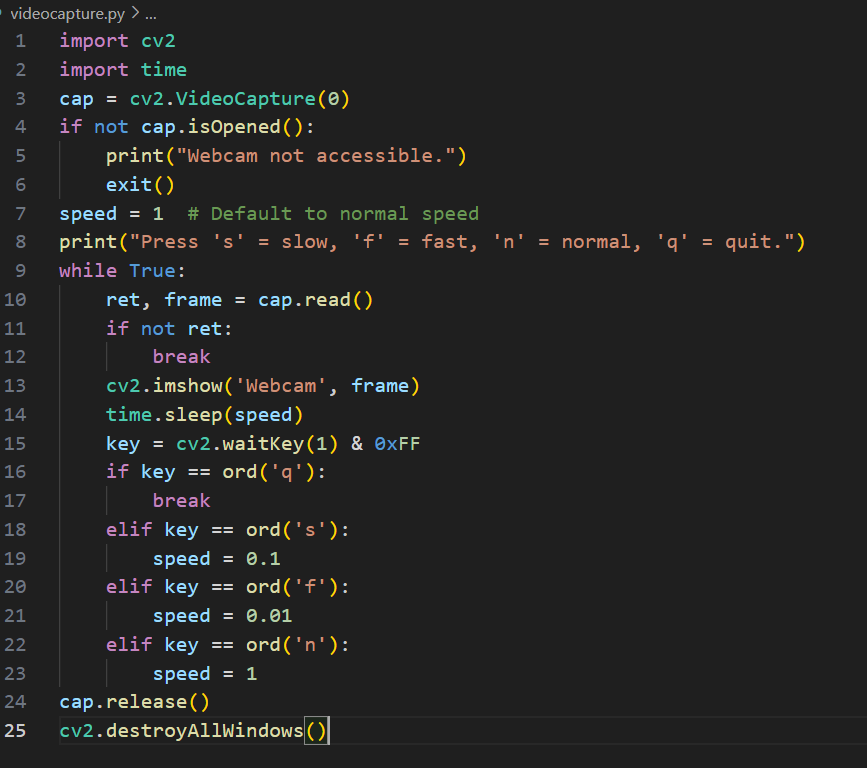 videocapture.py > ...
1 import cv2
2 import time
3 cap = cv2.VideoCapture(0)
4 if not cap.isOpened():
5     print("Webcam not accessible.")
6     exit()
7 speed = 1  # Default to normal speed
8 print("Press 's' = slow, 'f' = fast, 'n' = normal, 'q' = quit.")
9 while True:
10     ret, frame = cap.read()
11     if not ret:
12         break
13     cv2.imshow('Webcam', frame)
14     time.sleep(speed)
15     key = cv2.waitKey(1) & 0xFF
16     if key == ord('q'):
17         break
18     elif key == ord('s'):
19         speed = 0.1
20     elif key == ord('f'):
21         speed = 0.01
22     elif key == ord('n'):
23         speed = 1
24 cap.release()
25 cv2.destroyAllWindows()